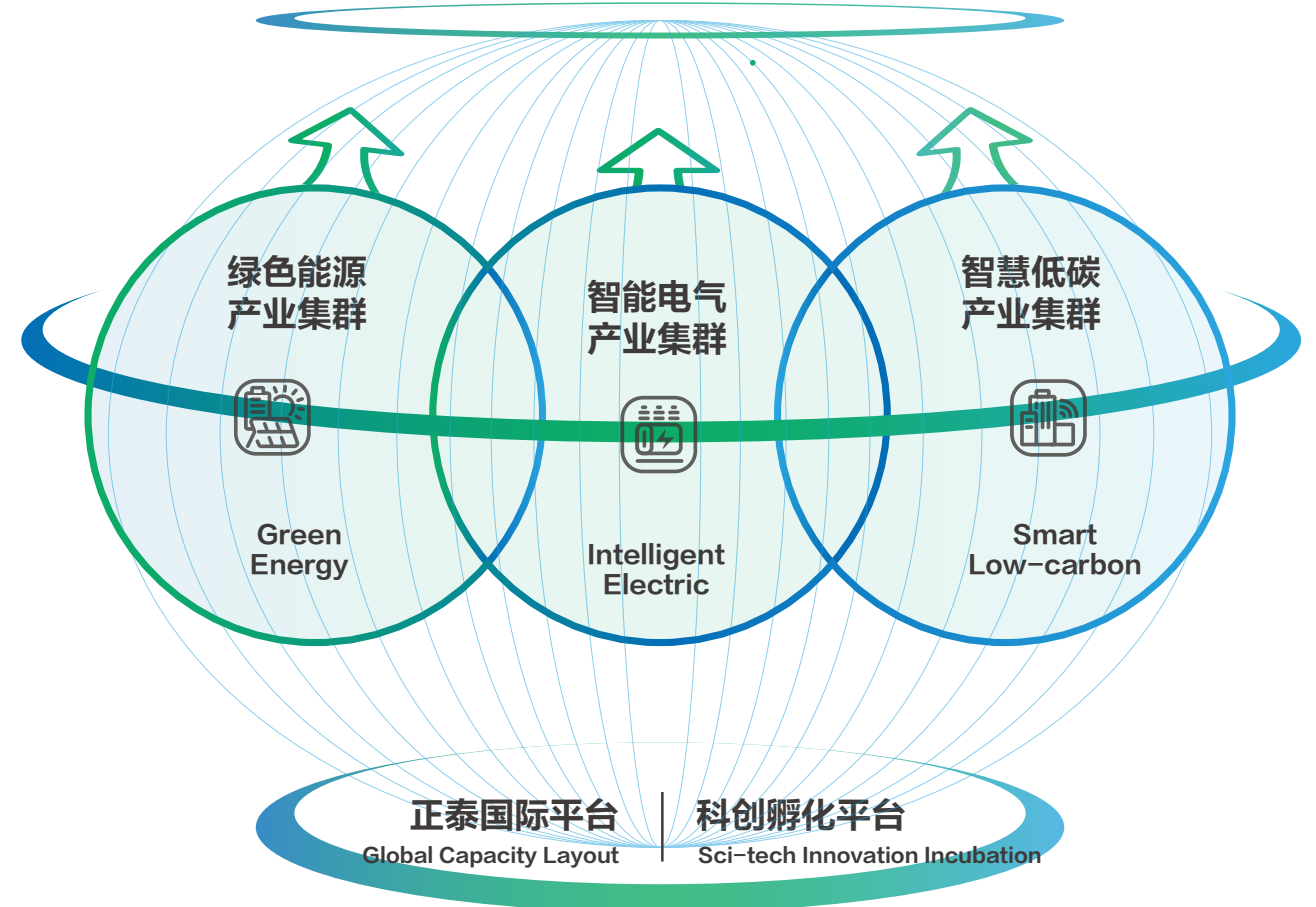 绿色能源
产业集群
Green
Energy
智能电气
产业集群
Intelligent
Electric
智慧低碳
产业集群
Smart
Low-carbon
正泰国际平台
Global Capacity Layout
科创孵化平台
Sci-tech Innovation Incubation